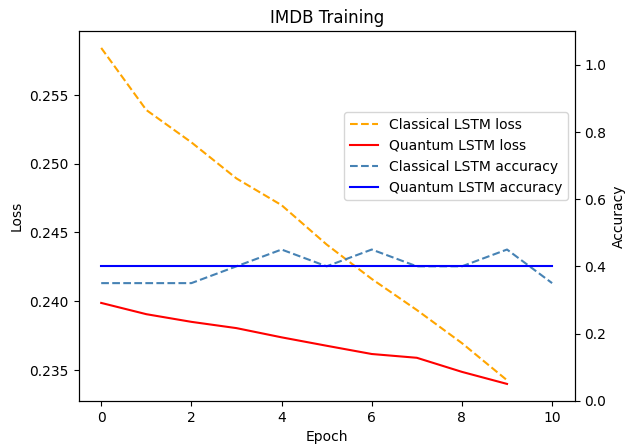 IMDB Training
0.255
0.250
0.245
0.240
0.235
Loss
1.0
0.8
0.6
0.4
0.2
0.0
Accuracy
Classical LSTM loss
Quantum LSTM loss
Classical LSTM accuracy
Quantum LSTM accuracy
0 2 4 6 8 10
Epoch